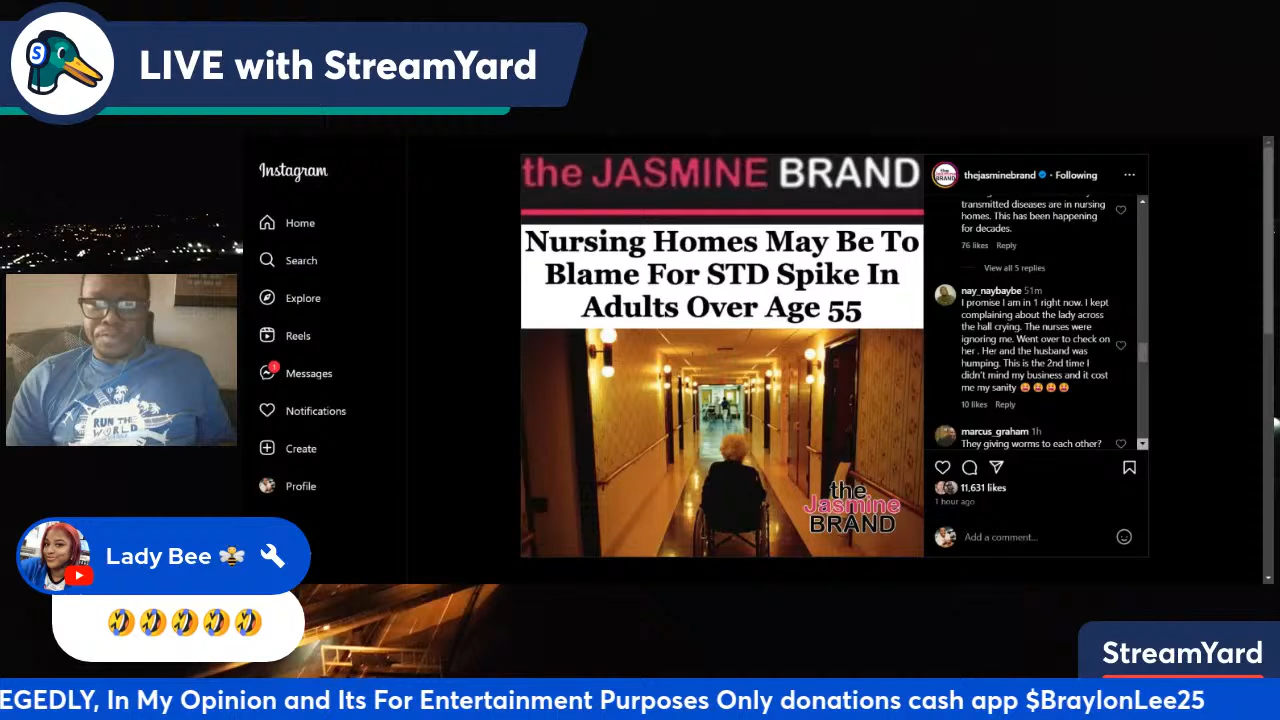 S
LIVE with StreamYard
Instagram
Home
Search
Explore
Reels
1
Messages
Notifications
Create
Profile
the JASMINE BRAND
Nursing Homes May Be To
Blame For STD Spike In
Adults Over Age 55
the
Jasmine
BRAND
the
JASMINE
BRAND
thejasminebrand • Following
transmitted diseases are in nursing
homes. This has been happening
for decades.
76 likes Reply
View all 5 replies
nay_naybaybe 51m
I promise I am in 1 right now. I kept
complaining about the lady across
the hall crying. The nurses were
ignoring me. Went over to check on
her . Her and the husband was
humping. This is the 2nd time I
didn't mind my business and it cost
me my sanity 😩😩😩😩
10 likes Reply
marcus_graham 1h
They giving worms to each other?
11,631 likes
1 hour ago
Add a comment...
RUN THE
WORLD
Lady Bee 🐝
🤣🤣🤣🤣🤣
StreamYard
EGEDLY, In My Opinion and Its For Entertainment Purposes Only donations cash app $BraylonLee25